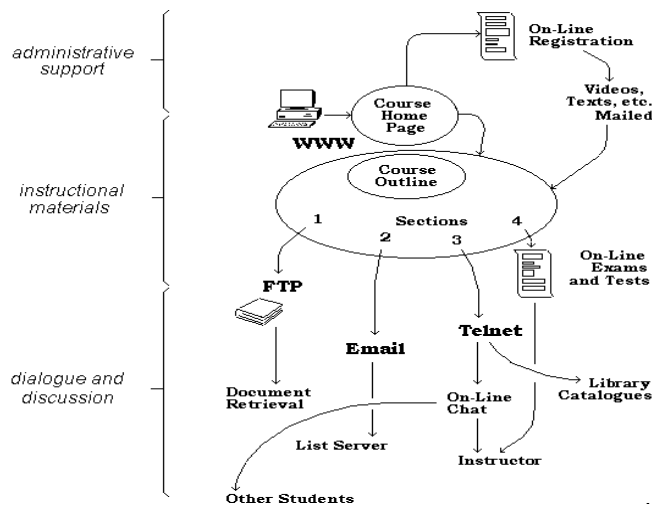 administrative
support
On-Line
Registration
Videos,
Texts, etc.
Mailed
Course
Home
Page
WWW
instructional
materials
Course
Outline
Sections
1
2
3
4
FTP
On-Line
Exams
and Tests
Email
Telnet
dialogue and
discussion
Document
Retrieval
On-Line
Chat
Library
Catalogues
List Server
Instructor
Other Students